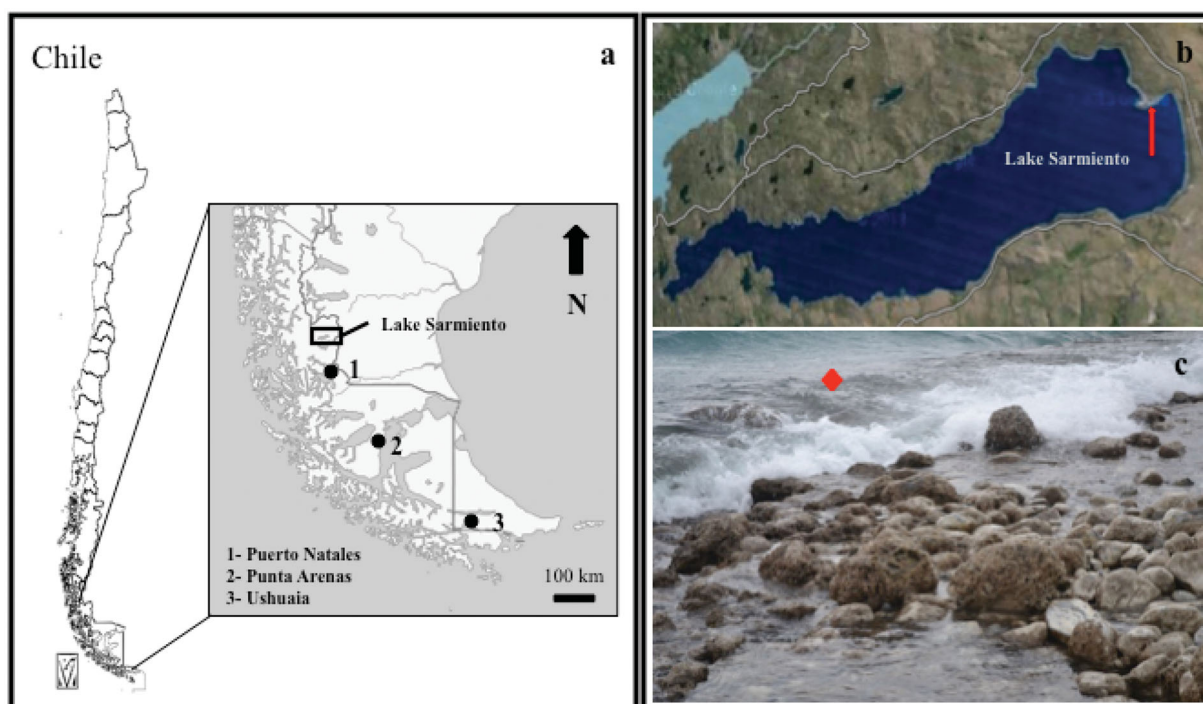 Chile
a
N
Lake Sarmiento
1
2
3
1- Puerto Natales
2- Punta Arenas
3- Ushuaia
100 km
b
Lake Sarmiento
c